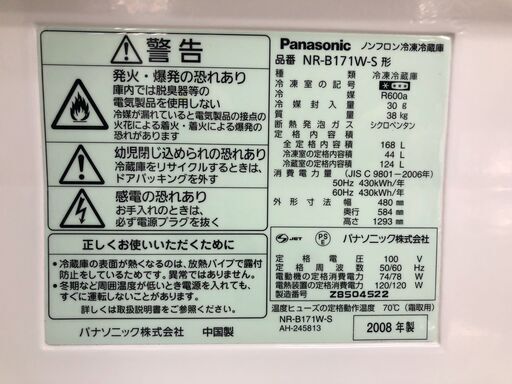 警告
発火・爆発の恐れあり
庫内では脱臭器等の
電気製品を使用しない
冷媒が漏れていると電気製品の接点の
火花による着火・着火による爆発の
恐れがあります
幼児閉じ込められの恐れあり
冷蔵庫をリサイクルするときは、
ドアパッキングを外す
感電の恐れあり
お手入れのときは、
必ず電源プラグを抜く
正しくお使いいただくために
•冷蔵庫の表面が熱くなるのは、放熱パイプで露付
防止をしているためです。異常ではありません。
•冬期など周囲温度が低いとき電源を入れても、
すぐに運転しないことがあります。
詳しくは取扱説明書をご参照ください。
パナソニック株式会社 中国製
Panasonic ノンフロン冷凍冷蔵庫
品番 NR-B171W-S 形
種類 冷凍冷蔵庫
冷凍室の記号
冷媒 R600a
冷媒封入量 30g
質量 38kg
断熱発泡ガス シクロペンタン
定格内容積
全定格内容積 168 L
冷凍室の定格内容積 44 L
冷蔵室の定格内容積 124 L
消費電力量 (JIS C 9801-2006年)
50Hz 430kWh/年
60Hz 430kWh/年
外形寸法 幅 480 mm
奥行 584 mm
高さ 1293 mm
JET PS E パナソニック株式会社
定格電圧 100 V
定格周波数 50/60 Hz
電動機の定格消費電力 74/78 W
電熱装置の定格消費電力 120/120 W
製造番号 Z8504522
温度ヒューズの定格動作温度 70℃ (霜取用)
NR-B171W-S
AH-245813
2008 年製